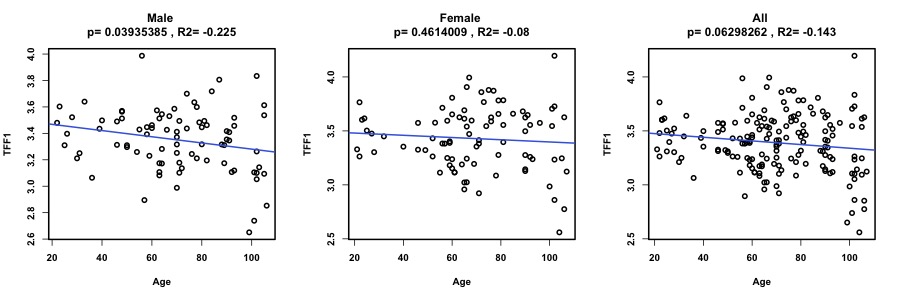 Male
p= 0.03935385 , R2= -0.225
TFF1
4.0
3.8
3.6
3.4
3.2
3.0
2.8
2.6
20 40 60 80 100
Age
Female
p= 0.4614009 , R2= -0.08
TFF1
4.0
3.5
3.0
2.5
20 40 60 80 100
Age
All
p= 0.06298262 , R2= -0.143
TFF1
4.0
3.5
3.0
2.5
20 40 60 80 100
Age